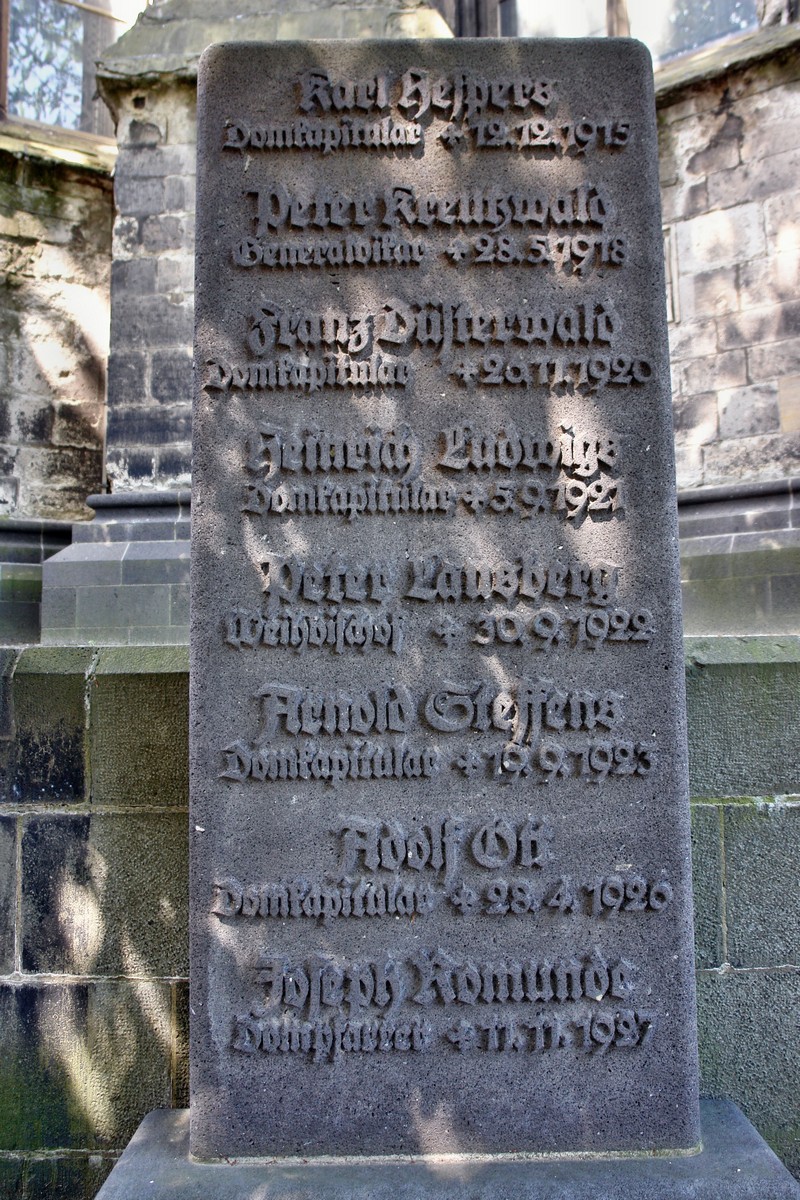 Karl Hespers
Domkapitular + 12.12.1915
Peter Kreutzwald
Generalvikar + 28.5.1918
Franz Düsterwald
Domkapitular + 26.11.1920
Heinrich Ludwigs
Domkapitular + 5.9.1921
Peter Lausberg
Weihbischof + 30.9.1922
Arnold Steffens
Domkapitular + 19.9.1923
Adolf Ott
Domkapitular + 28.4.1926
Joseph Romunde
Dompfarrer + 11.11.1927